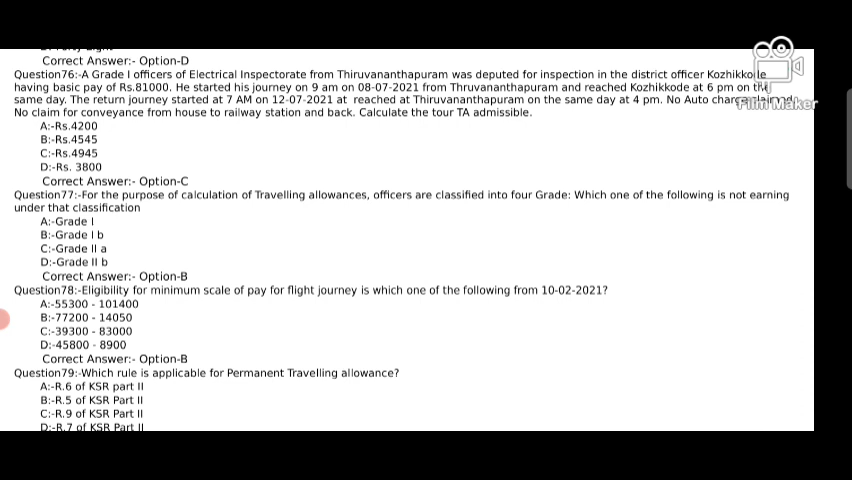 Correct Answer:- Option-D
Question76:-A Grade I officers of Electrical Inspectorate from Thiruvananthapuram was deputed for inspection in the district officer Kozhikkode
having basic pay of Rs.81000. He started his journey on 9 am on 08-07-2021 from Thruvananthapuram and reached Kozhikkode at 6 pm on the
same day. The return journey started at 7 AM on 12-07-2021 at reached at Thiruvananthapuram on the same day at 4 pm. No Auto charge claimed.
No claim for conveyance from house to railway station and back. Calculate the tour TA admissible.
A:-Rs.4200
B:-Rs.4545
C:-Rs.4945
D:-Rs. 3800
Correct Answer:- Option-C
Question77:-For the purpose of calculation of Travelling allowances, officers are classified into four Grade: Which one of the following is not earning
under that classification
A:-Grade I
B:-Grade I b
C:-Grade II a
D:-Grade II b
Correct Answer:- Option-B
Question78:-Eligibility for minimum scale of pay for flight journey is which one of the following from 10-02-2021?
A:-55300 - 101400
B:-77200 - 14050
C:-39300 - 83000
D:-45800 - 8900
Correct Answer:- Option-B
Question79:-Which rule is applicable for Permanent Travelling allowance?
A:-R.6 of KSR part II
B:-R.5 of KSR Part II
C:-R.9 of KSR Part II
D:-R.7 of KSR Part II
Film Maker